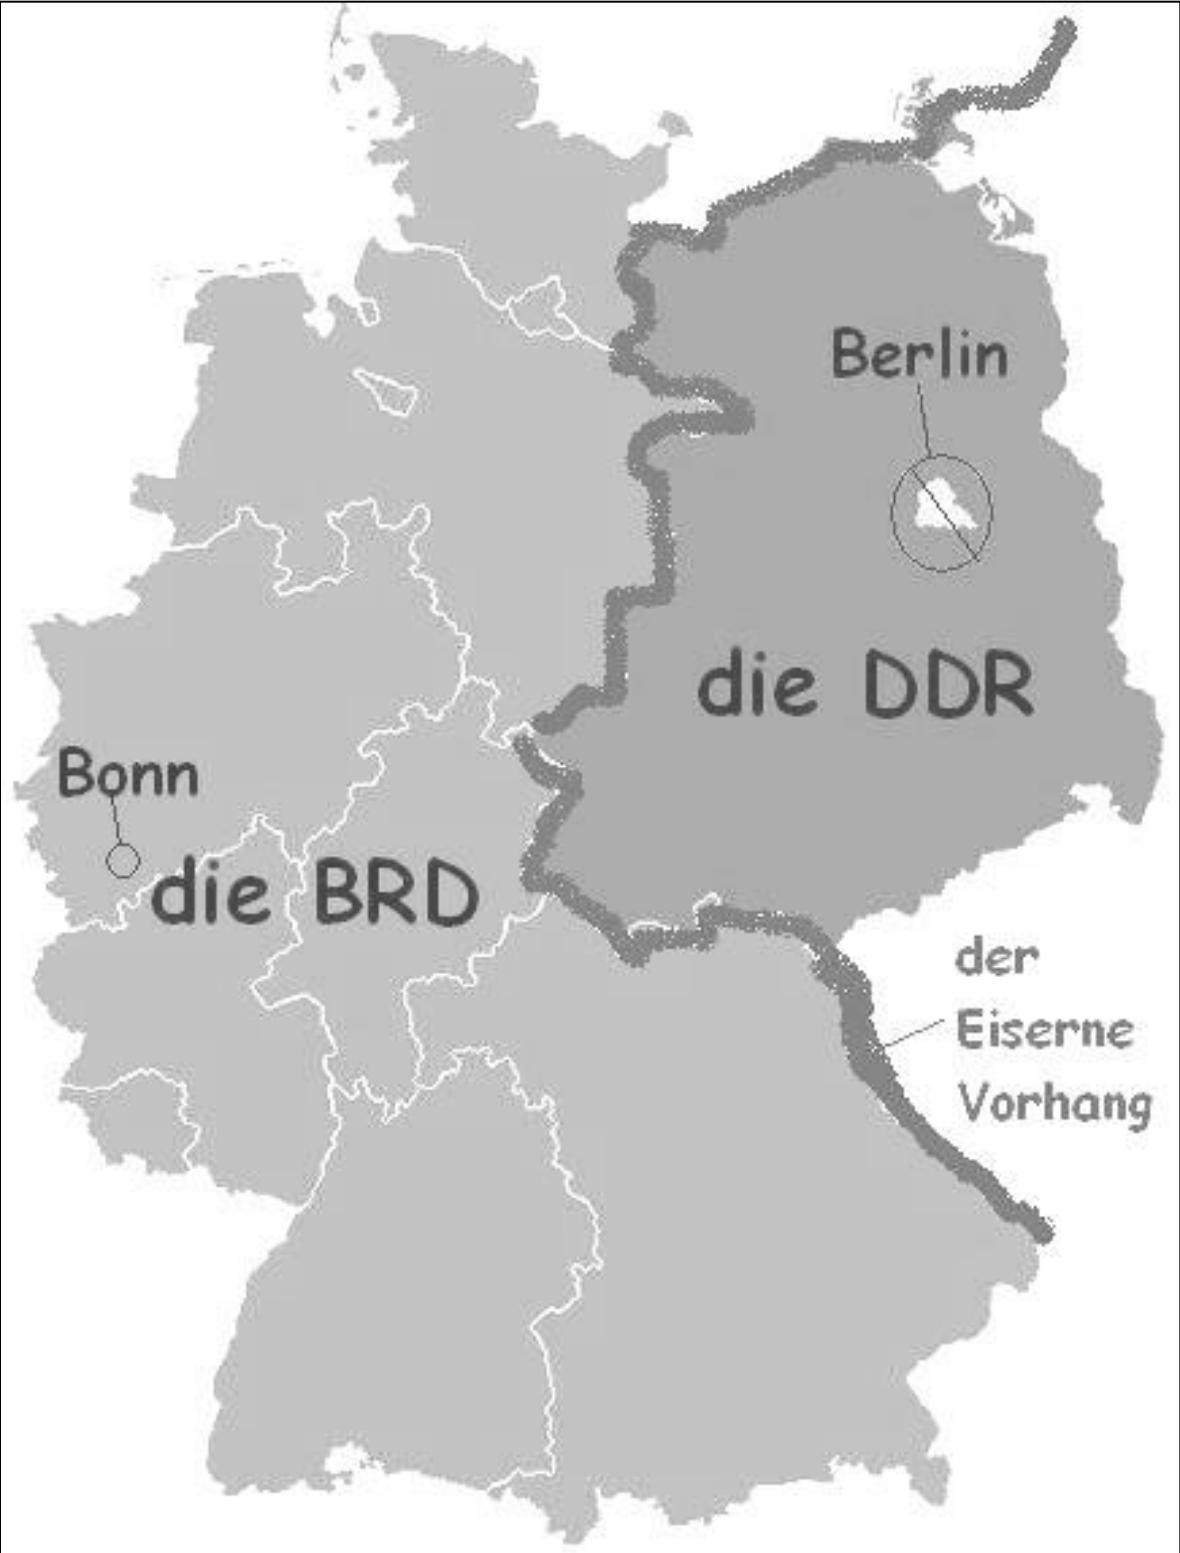 Berlin
die DDR
Bonn
die BRD
der
Eiserne
Vorhang